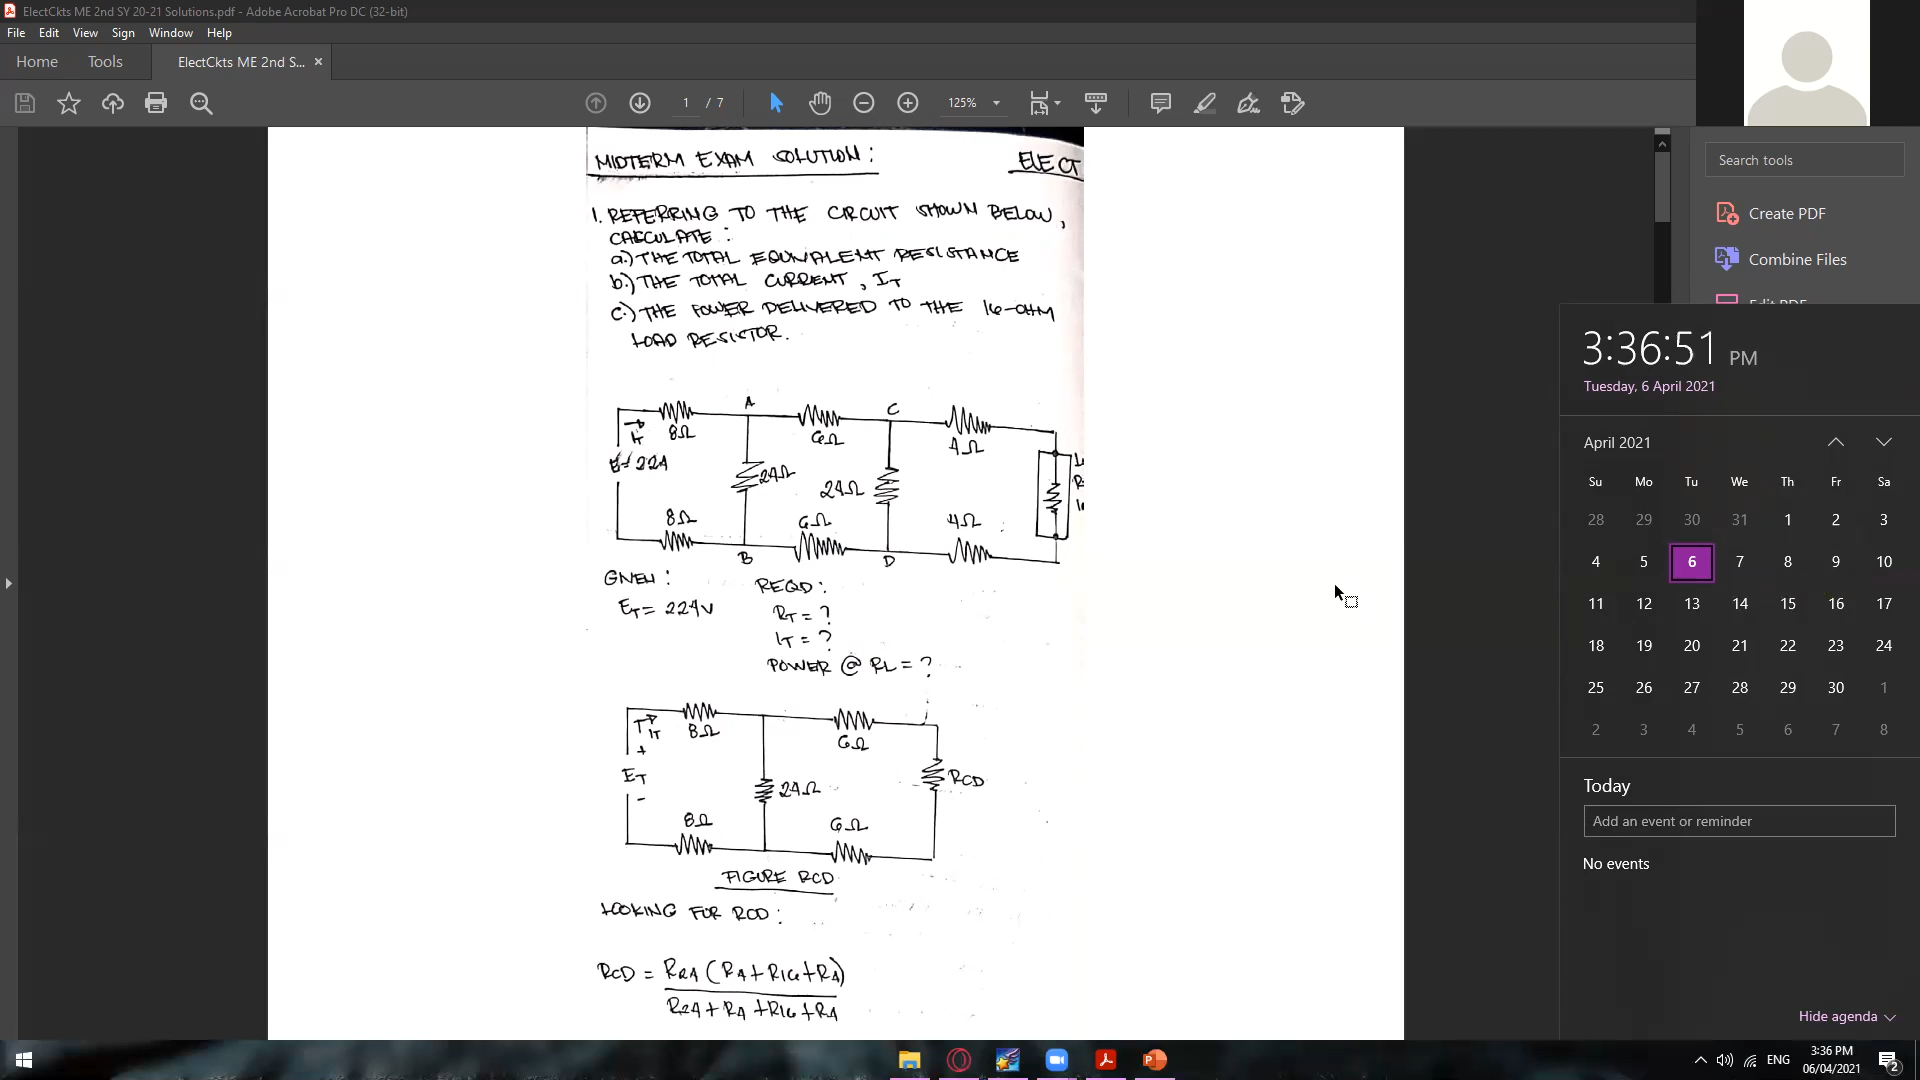 ElectCkts ME 2nd SY 20-21 Solutions.pdf - Adobe Acrobat Pro DC (32-bit)
File Edit View Sign Window Help
Home Tools ElectCkts ME 2nd S... ×
1 / 7 125%
MIDTERM EXAM SOLUTION: ELECT
1. REFERRING TO THE CIRCUIT SHOWN BELOW,
CALCULATE:
a.) THE TOTAL EQUIVALENT RESISTANCE
b.) THE TOTAL CURRENT, IT
c.) THE POWER DELIVERED TO THE 16-OHM
LOAD RESISTOR.
A C
IT 8Ω 6Ω 4Ω
24Ω 24Ω
8Ω 6Ω 4Ω
B D
GIVEN: REQD:
ET = 224V RT = ?
IT = ?
POWER @ RL = ?
IT 8Ω 6Ω
+
ET 24Ω RCD
-
8Ω 6Ω
FIGURE RCD
LOOKING FOR RCD:
RCD = R24 (R4 + R16 + R4)
R24 + R4 + R16 + R4
Search tools
Create PDF
Combine Files
Edit PDF
3:36:51 PM
Tuesday, 6 April 2021
April 2021
Su Mo Tu We Th Fr Sa
28 29 30 31 1 2 3
4 5 6 7 8 9 10
11 12 13 14 15 16 17
18 19 20 21 22 23 24
25 26 27 28 29 30 1
2 3 4 5 6 7 8
Today
Add an event or reminder
No events
Hide agenda
ENG 3:36 PM
06/04/2021 2